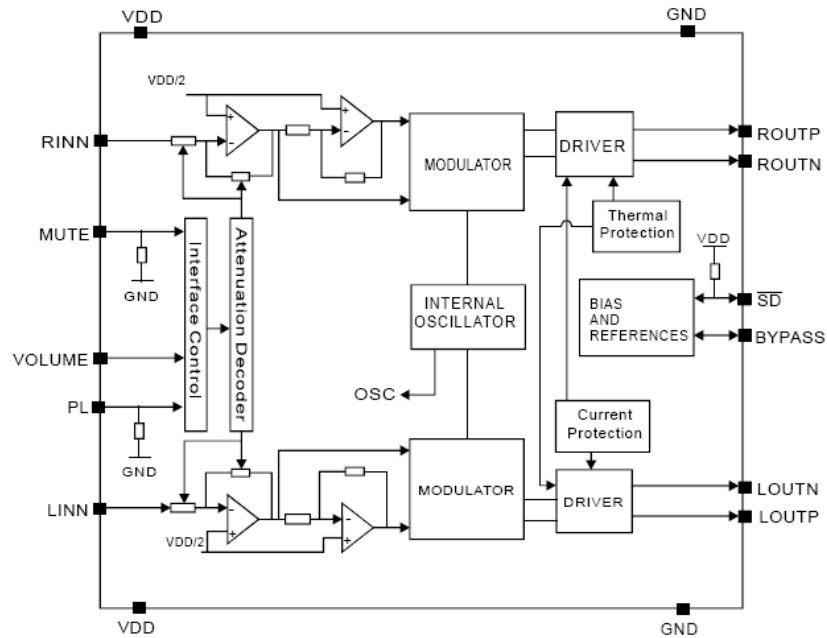 VDD
GND
VDD/2
RINN
MODULATOR
DRIVER
ROUTP
ROUTN
MUTE
GND
Interface Control
Attenuation Decoder
Thermal
Protection
VDD
SD
BIAS
AND
REFERENCES
INTERNAL
OSCILLATOR
BYPASS
VOLUME
OSC
PL
GND
Current
Protection
LINN
MODULATOR
DRIVER
LOUTN
LOUTP
VDD/2
VDD
GND
+
-
+
-
-
+
-
+